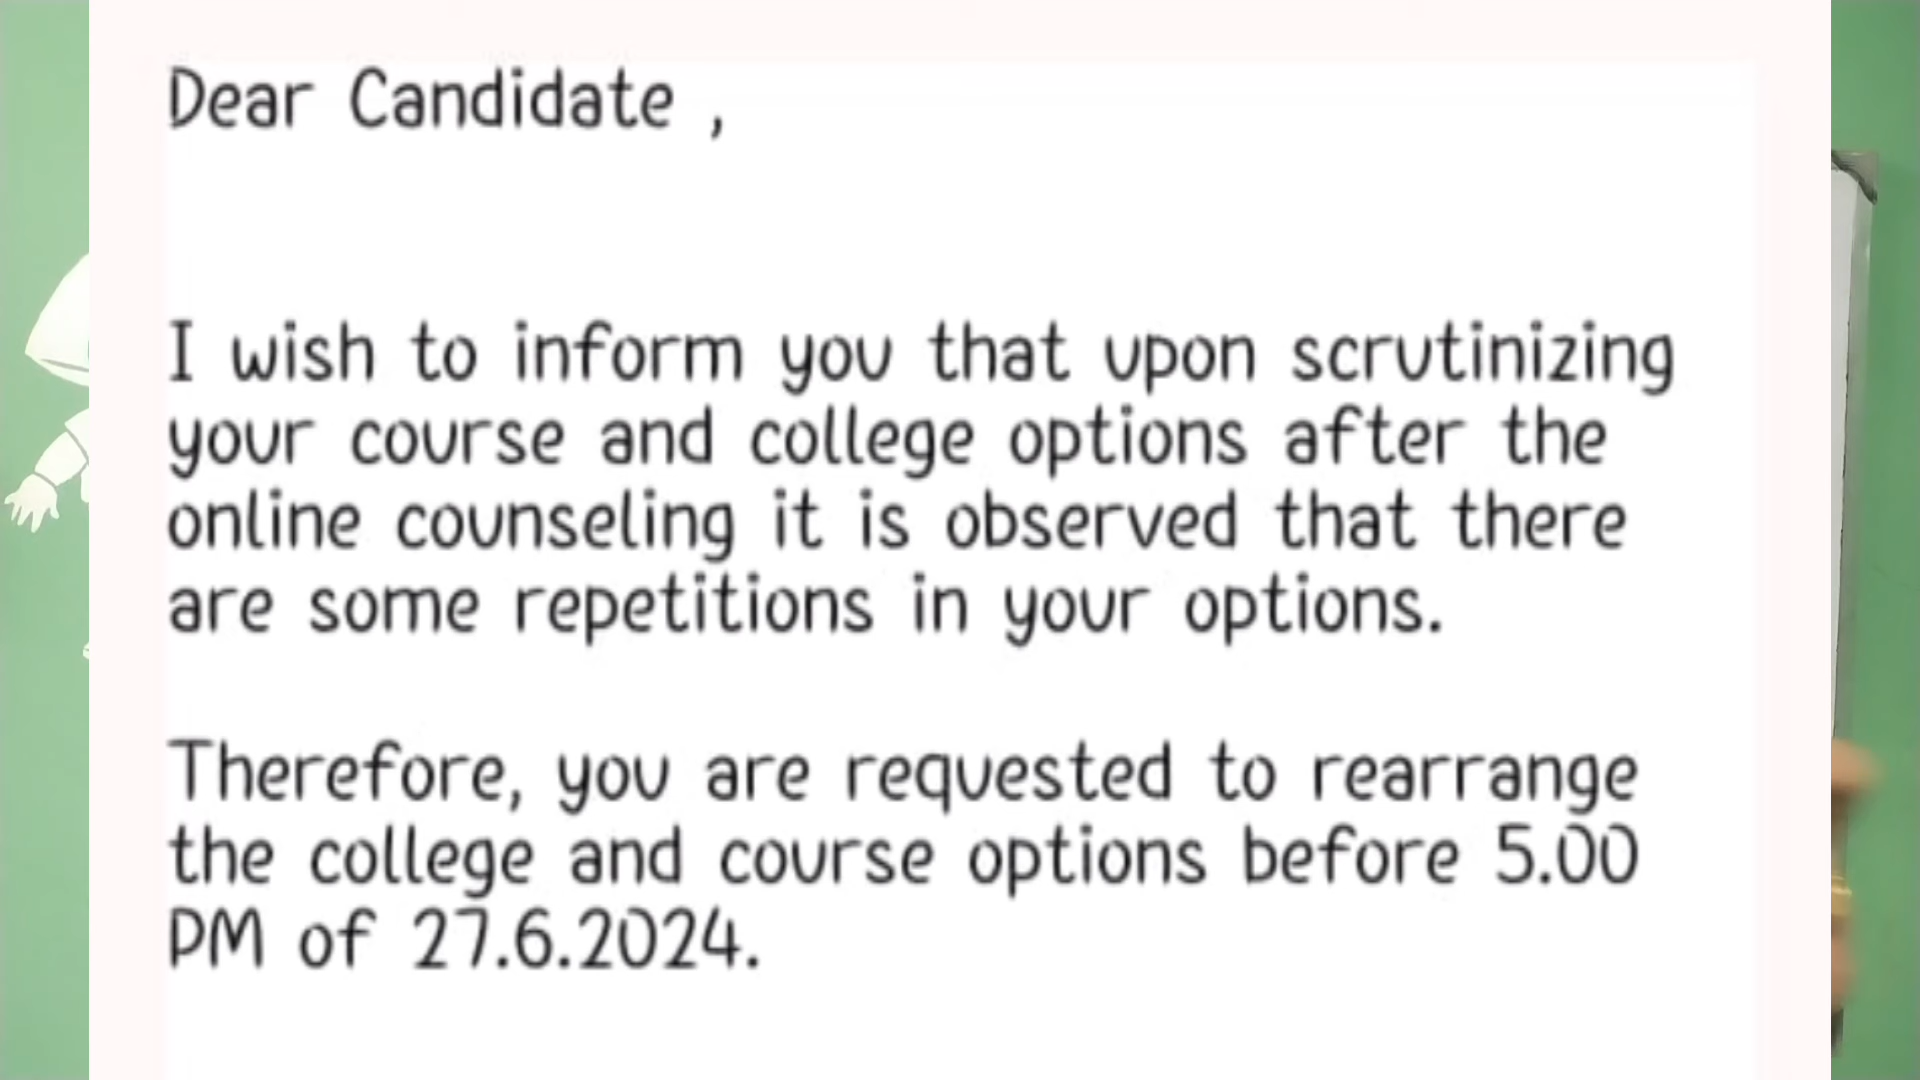 Dear Candidate ,
I wish to inform you that upon scrutinizing
your course and college options after the
online counseling it is observed that there
are some repetitions in your options.
Therefore, you are requested to rearrange
the college and course options before 5.00
PM of 27.6.2024.